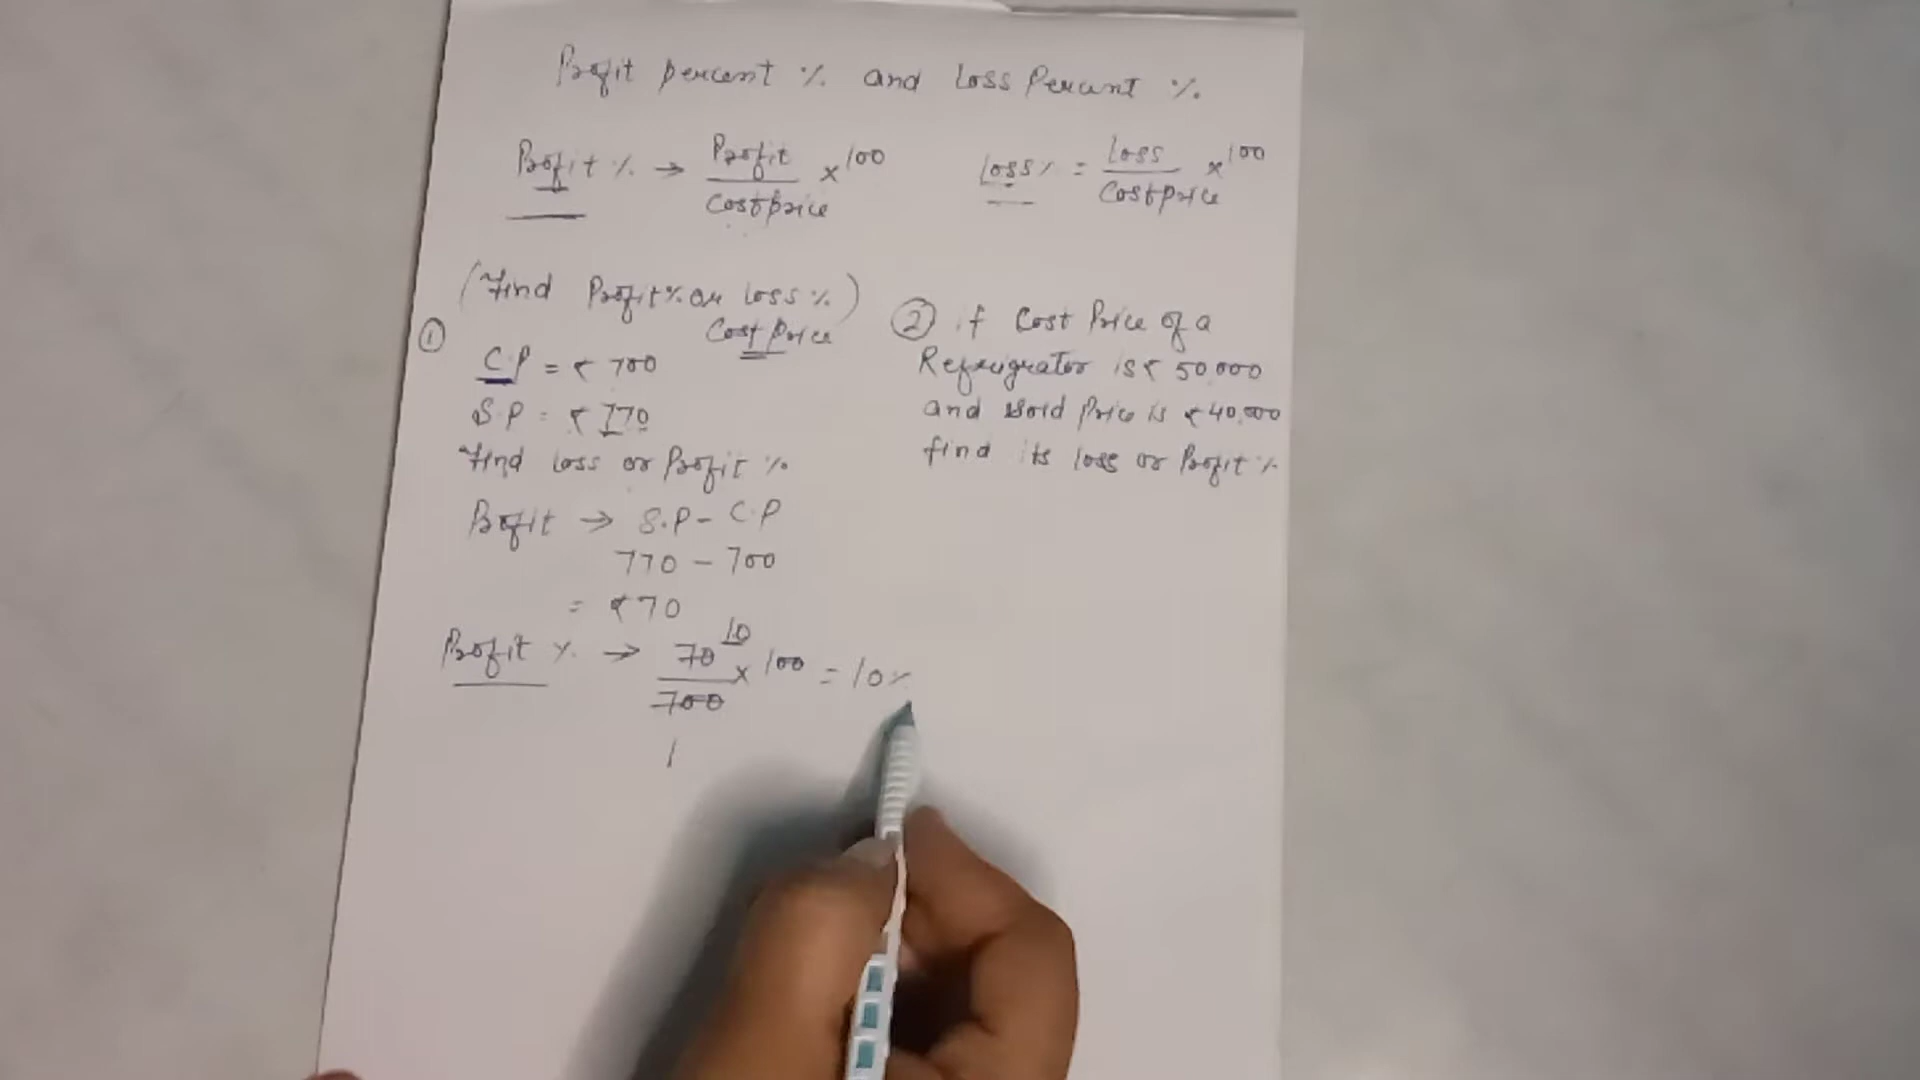 Profit percent % and Loss Percent %
Profit % → Profit / Cost price × 100
Loss % = Loss / Cost price × 100
(Find Profit % or loss %)
Cost Price
① C.P = ₹ 700
S.P = ₹ 770
Find loss or Profit %
Profit → S.P - C.P
770 - 700
= ₹ 70
Profit % → 70 / 700 × 100 = 10%
10
1
② if Cost Price of a
Refrigrator is ₹ 50,000
and Sold Price is ₹ 40,000
find its loss or Profit %